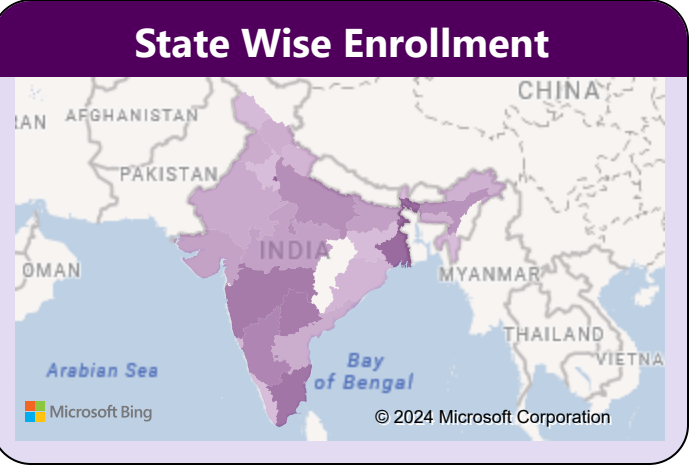 State Wise Enrollment
CHINA
RAN
AFGHANISTAN
PAKISTAN
INDIA
OMAN
MYANMAR
THAILAND
VIETNA
Arabian Sea
Bay
of Bengal
Microsoft Bing
© 2024 Microsoft Corporation